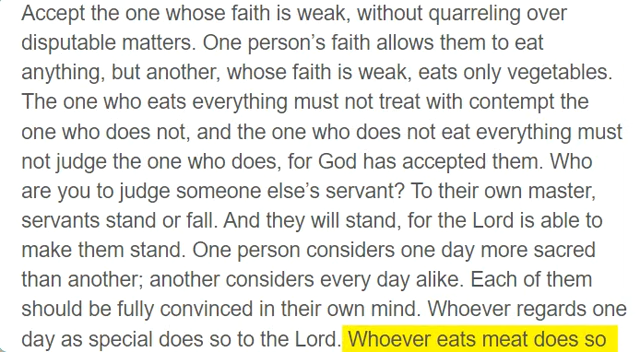 Accept the one whose faith is weak, without quarreling over
disputable matters. One person’s faith allows them to eat
anything, but another, whose faith is weak, eats only vegetables.
The one who eats everything must not treat with contempt the
one who does not, and the one who does not eat everything must
not judge the one who does, for God has accepted them. Who
are you to judge someone else’s servant? To their own master,
servants stand or fall. And they will stand, for the Lord is able to
make them stand. One person considers one day more sacred
than another; another considers every day alike. Each of them
should be fully convinced in their own mind. Whoever regards one
day as special does so to the Lord. Whoever eats meat does so